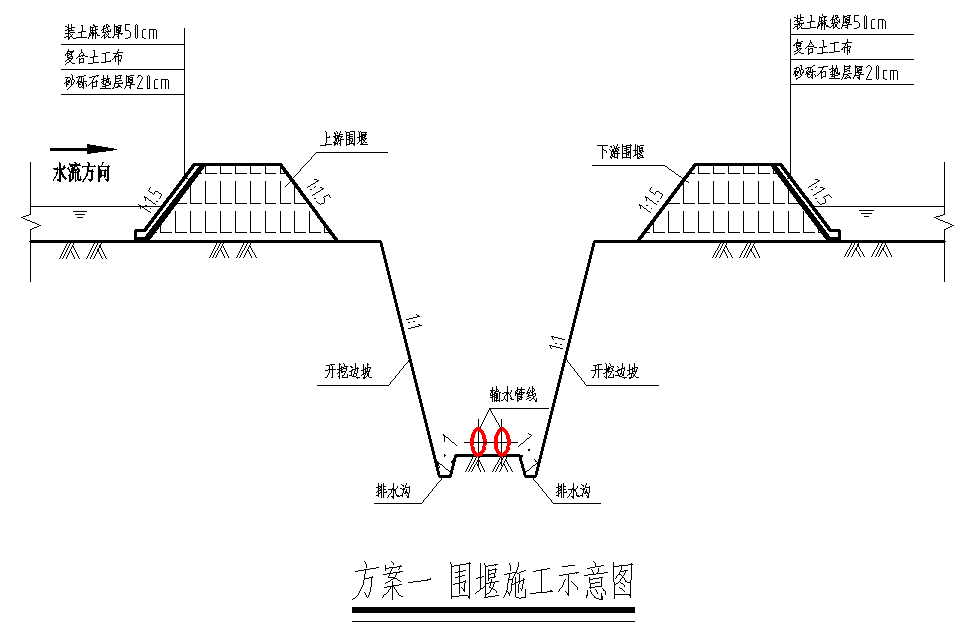 装土麻袋厚50cm
复合土工布
砂砾石垫层厚20cm
装土麻袋厚50cm
复合土工布
砂砾石垫层厚20cm
水流方向
上游围堰
下游围堰
1:1.5
1:1.5
1:1.5
1:1.5
1:1
1:1
开挖边坡
开挖边坡
输水管线
排水沟
排水沟
方案一 围堰施工示意图